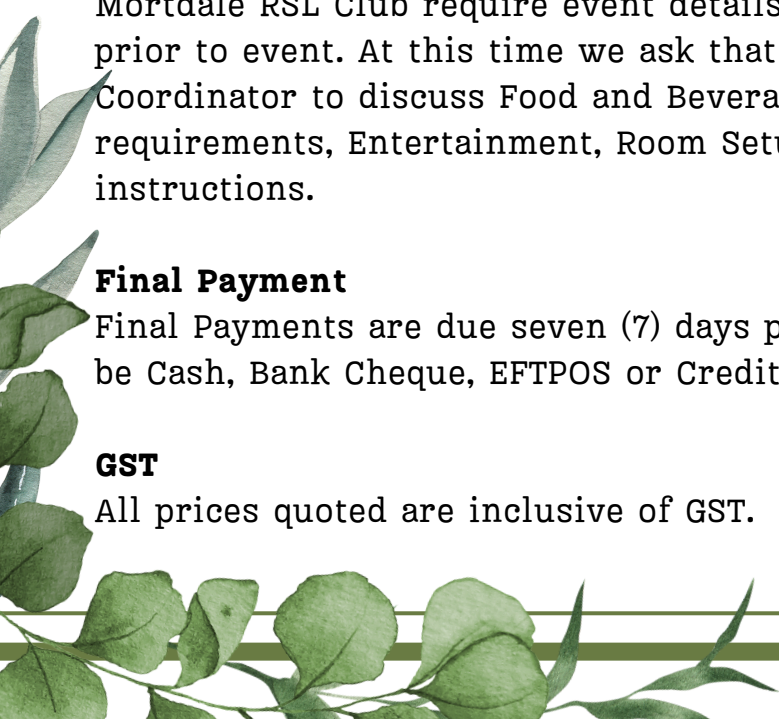 Mortdale RSL Club require event details
prior to event. At this time we ask that
Coordinator to discuss Food and Bevera
requirements, Entertainment, Room Setu
instructions.
Final Payment
Final Payments are due seven (7) days p
be Cash, Bank Cheque, EFTPOS or Credit
GST
All prices quoted are inclusive of GST.